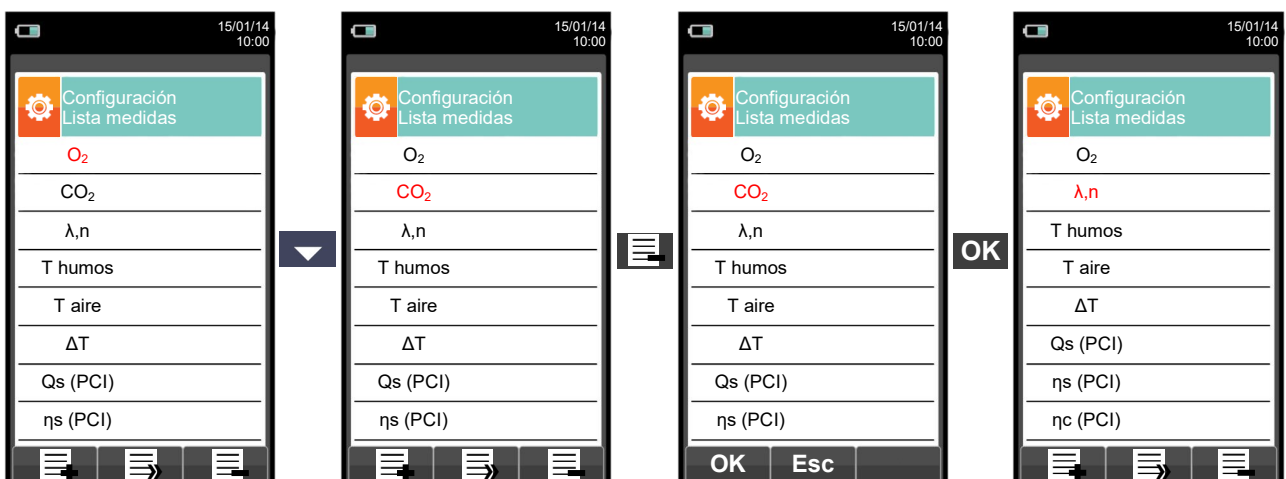 15/01/14
10:00
Configuración
Lista medidas
O₂
CO₂
λ,n
T humos
T aire
ΔT
Qs (PCI)
ηs (PCI)
15/01/14
10:00
Configuración
Lista medidas
O₂
CO₂
λ,n
T humos
T aire
ΔT
Qs (PCI)
ηs (PCI)
15/01/14
10:00
Configuración
Lista medidas
O₂
CO₂
λ,n
T humos
T aire
ΔT
Qs (PCI)
ηs (PCI)
OK Esc
OK
15/01/14
10:00
Configuración
Lista medidas
O₂
λ,n
T humos
T aire
ΔT
Qs (PCI)
ηs (PCI)
ηc (PCI)